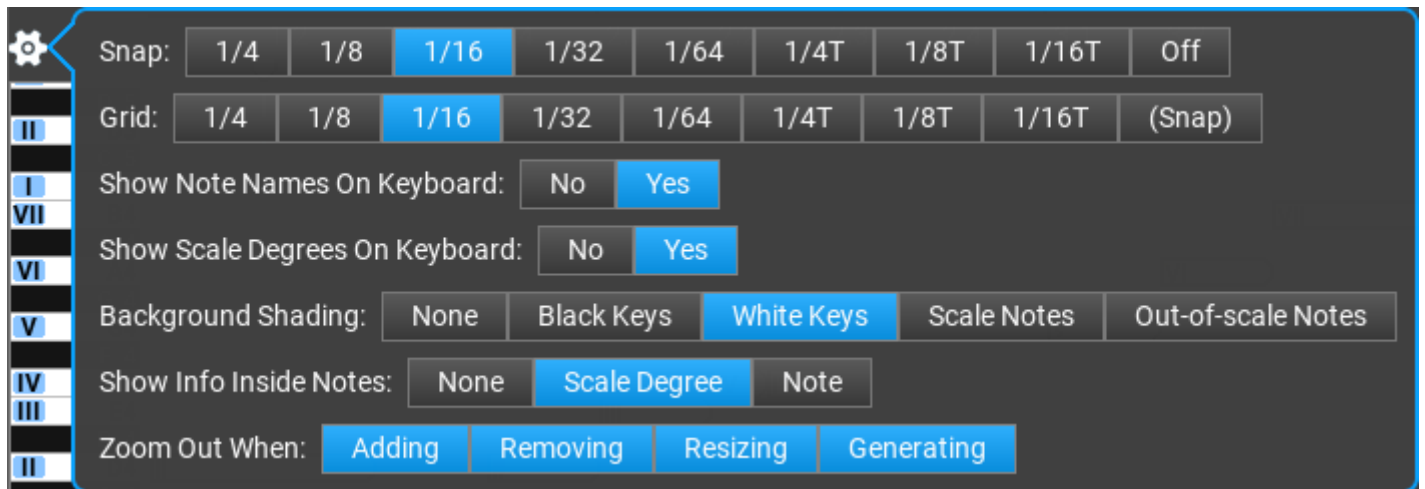 Snap: 1/4 1/8 1/16 1/32 1/64 1/4T 1/8T 1/16T Off
Grid: 1/4 1/8 1/16 1/32 1/64 1/4T 1/8T 1/16T (Snap)
II
Show Note Names On Keyboard: No Yes
I
VII
Show Scale Degrees On Keyboard: No Yes
VI
Background Shading: None Black Keys White Keys Scale Notes Out-of-scale Notes
V
Show Info Inside Notes: None Scale Degree Note
IV
III
Zoom Out When: Adding Removing Resizing Generating
II